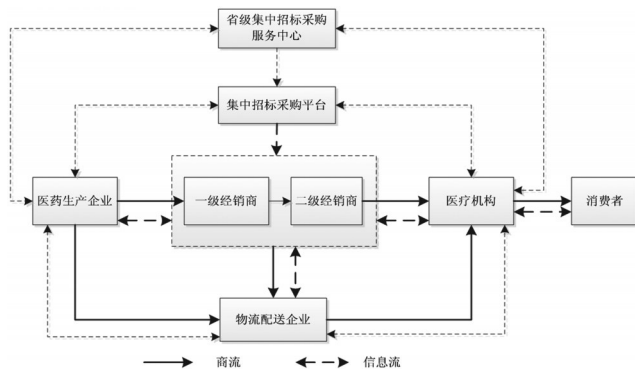 省级集中招标采购
服务中心
集中招标采购平台
医药生产企业
一级经销商
二级经销商
医疗机构
消费者
物流配送企业
商流
信息流